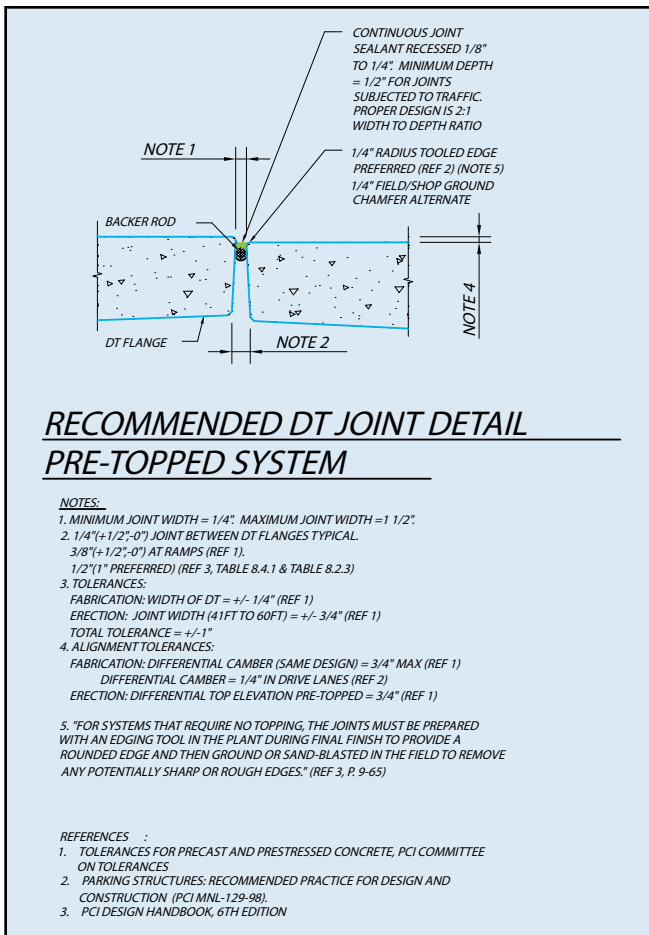 CONTINUOUS JOINT
SEALANT RECESSED 1/8"
TO 1/4". MINIMUM DEPTH
= 1/2" FOR JOINTS
SUBJECTED TO TRAFFIC.
PROPER DESIGN IS 2:1
WIDTH TO DEPTH RATIO
NOTE 1
1/4" RADIUS TOOLED EDGE
PREFERRED (REF 2) (NOTE 5)
1/4" FIELD/SHOP GROUND
CHAMFER ALTERNATE
BACKER ROD
NOTE 4
DT FLANGE
NOTE 2
RECOMMENDED DT JOINT DETAIL
PRE-TOPPED SYSTEM
NOTES:
1. MINIMUM JOINT WIDTH = 1/4". MAXIMUM JOINT WIDTH =1 1/2".
2. 1/4"(+1/2",-0") JOINT BETWEEN DT FLANGES TYPICAL.
3/8"(+1/2",-0") AT RAMPS (REF 1).
1/2"(1" PREFERRED) (REF 3, TABLE 8.4.1 & TABLE 8.2.3)
3. TOLERANCES:
FABRICATION: WIDTH OF DT = +/- 1/4" (REF 1)
ERECTION: JOINT WIDTH (41FT TO 60FT) = +/- 3/4" (REF 1)
TOTAL TOLERANCE = +/-1"
4. ALIGNMENT TOLERANCES:
FABRICATION: DIFFERENTIAL CAMBER (SAME DESIGN) = 3/4" MAX (REF 1)
DIFFERENTIAL CAMBER = 1/4" IN DRIVE LANES (REF 2)
ERECTION: DIFFERENTIAL TOP ELEVATION PRE-TOPPED = 3/4" (REF 1)
5. "FOR SYSTEMS THAT REQUIRE NO TOPPING, THE JOINTS MUST BE PREPARED
WITH AN EDGING TOOL IN THE PLANT DURING FINAL FINISH TO PROVIDE A
ROUNDED EDGE AND THEN GROUND OR SAND-BLASTED IN THE FIELD TO REMOVE
ANY POTENTIALLY SHARP OR ROUGH EDGES." (REF 3, P. 9-65)
REFERENCES :
1. TOLERANCES FOR PRECAST AND PRESTRESSED CONCRETE, PCI COMMITTEE
ON TOLERANCES
2. PARKING STRUCTURES: RECOMMENDED PRACTICE FOR DESIGN AND
CONSTRUCTION (PCI MNL-129-98).
3. PCI DESIGN HANDBOOK, 6TH EDITION